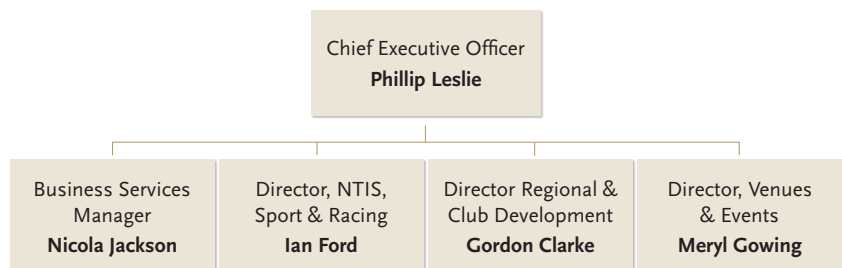 Chief Executive Officer
Phillip Leslie
Business Services
Manager
Nicola Jackson
Director, NTIS,
Sport & Racing
Ian Ford
Director Regional &
Club Development
Gordon Clarke
Director, Venues
& Events
Meryl Gowing